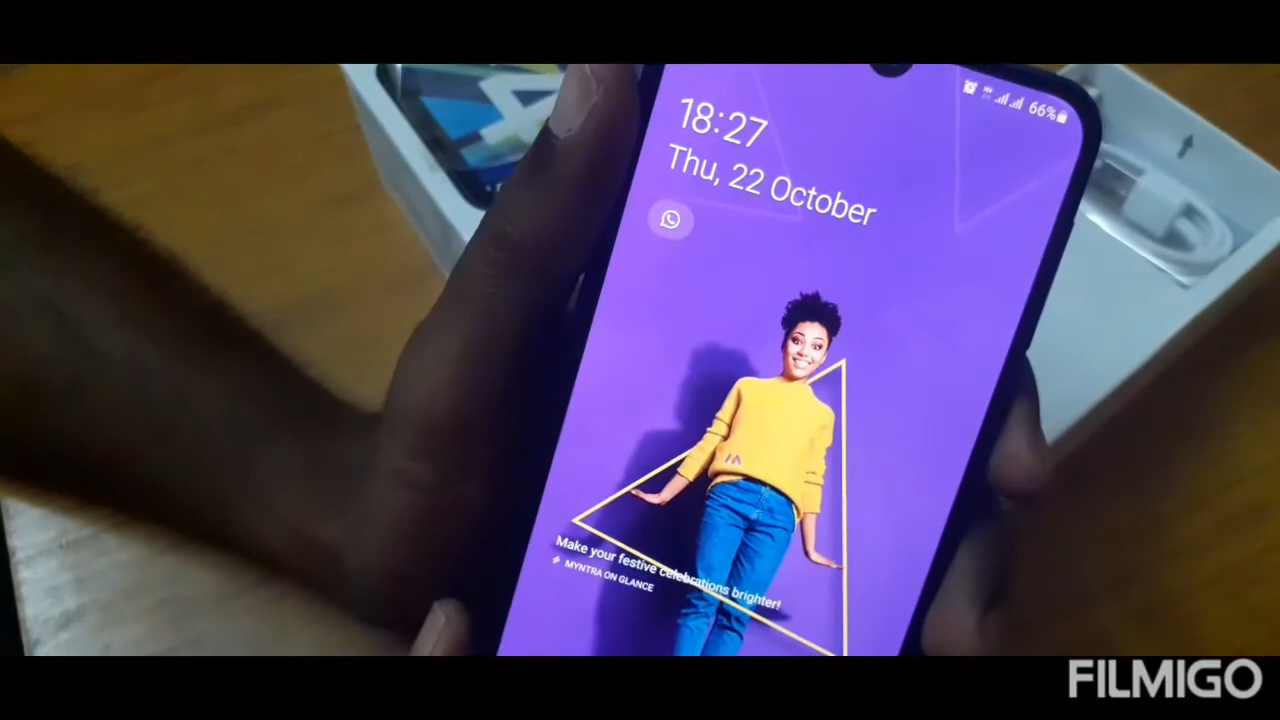 18:27
Thu, 22 October
66%
Make your festive celebrations brighter!
MYNTRA ON GLANCE
FILMIGO